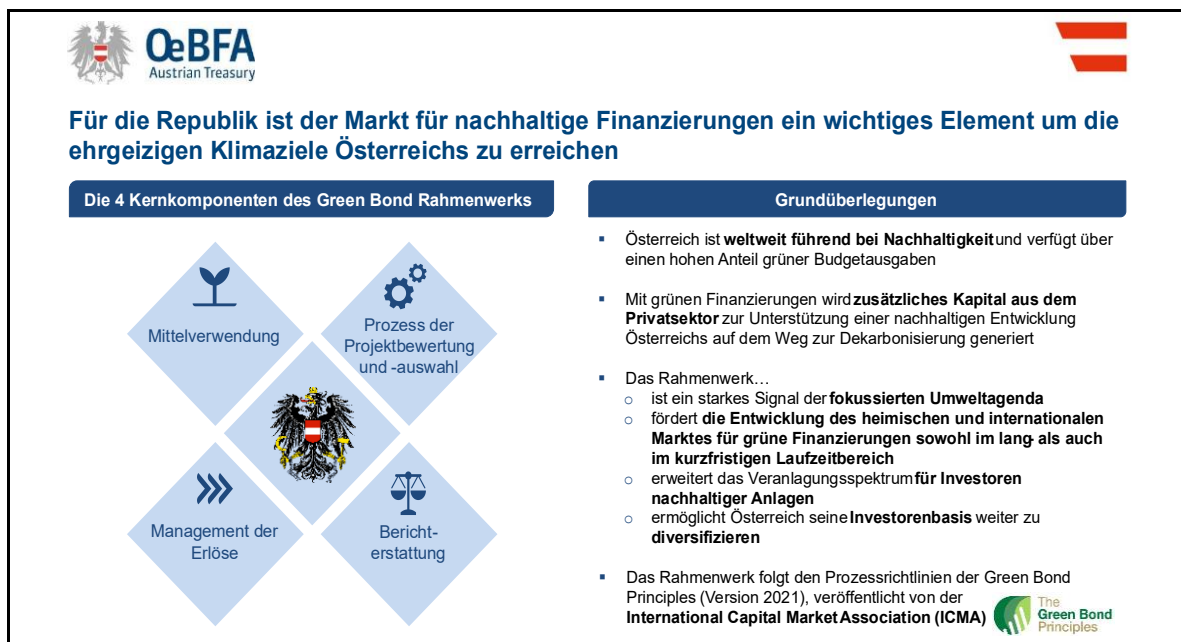 OeBFA
Austrian Treasury
Für die Republik ist der Markt für nachhaltige Finanzierungen ein wichtiges Element um die
ehrgeizigen Klimaziele Österreichs zu erreichen
Die 4 Kernkomponenten des Green Bond Rahmenwerks
Mittelverwendung
Prozess der
Projektbewertung
und -auswahl
Management der
Erlöse
Bericht-
erstattung
Grundüberlegungen
▪ Österreich ist weltweit führend bei Nachhaltigkeit und verfügt über
einen hohen Anteil grüner Budgetausgaben
▪ Mit grünen Finanzierungen wird zusätzliches Kapital aus dem
Privatsektor zur Unterstützung einer nachhaltigen Entwicklung
Österreichs auf dem Weg zur Dekarbonisierung generiert
▪ Das Rahmenwerk…
○ ist ein starkes Signal der fokussierten Umweltagenda
○ fördert die Entwicklung des heimischen und internationalen
Marktes für grüne Finanzierungen sowohl im lang- als auch
im kurzfristigen Laufzeitbereich
○ erweitert das Veranlagungsspektrum für Investoren
nachhaltiger Anlagen
○ ermöglicht Österreich seine Investorenbasis weiter zu
diversifizieren
▪ Das Rahmenwerk folgt den Prozessrichtlinien der Green Bond
Principles (Version 2021), veröffentlicht von der
International Capital Market Association (ICMA)
The
Green Bond
Principles